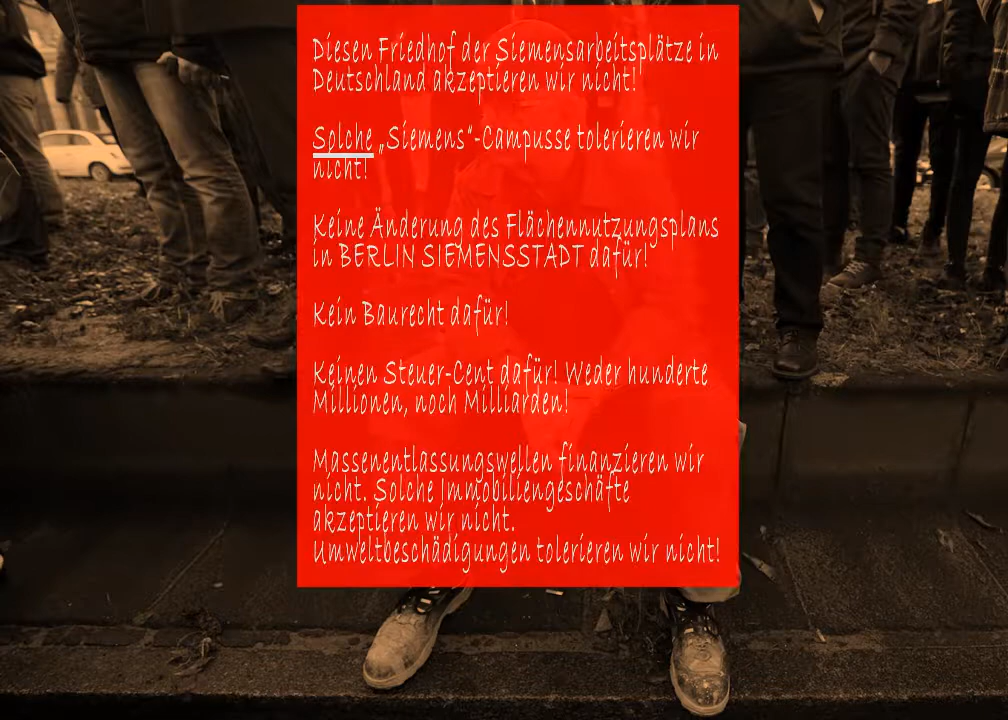 Diesen Friedhof der Siemensarbeitsplätze in
Deutschland akzeptieren wir nicht!
Solche „Siemens“-Campusse tolerieren wir
nicht!
Keine Änderung des Flächennutzungsplans
in BERLIN SIEMENSSTADT dafür!
Kein Baurecht dafür!
Keinen Steuer-Cent dafür! Weder hunderte
Millionen, noch Milliarden!
Massenentlassungswellen finanzieren wir
nicht. Solche Immobiliengeschäfte
akzeptieren wir nicht.
Umweltbeschädigungen tolerieren wir nicht!